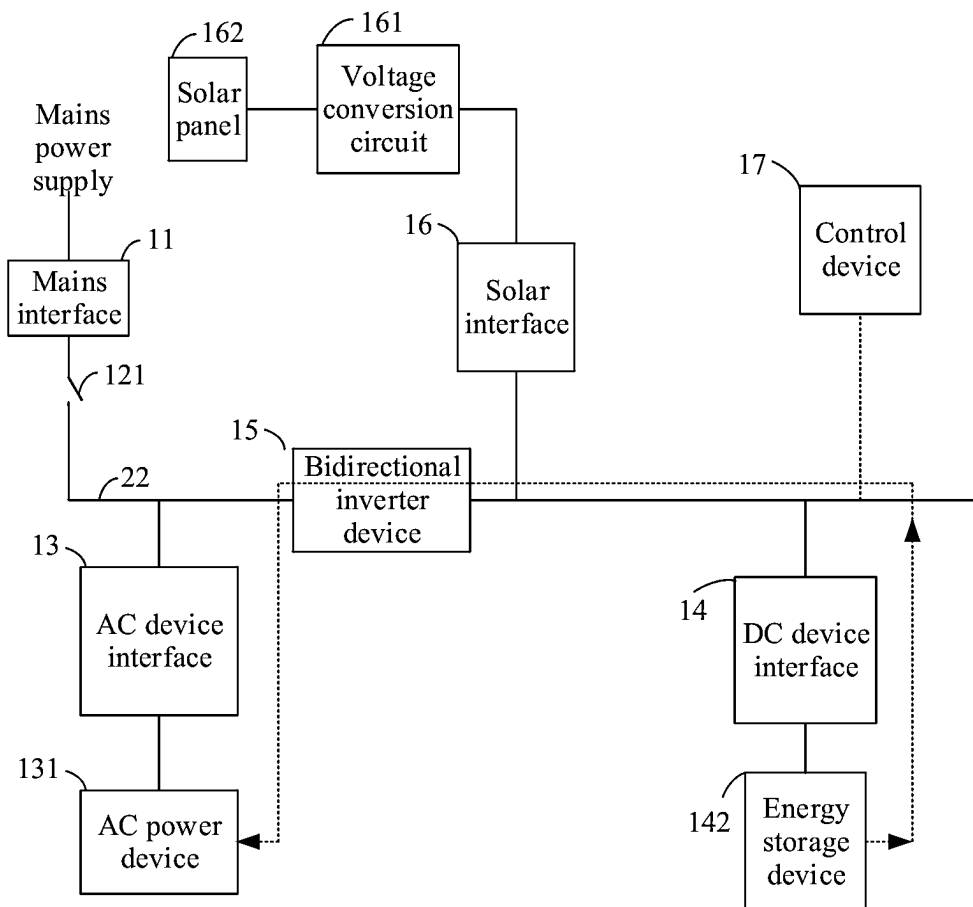 162
161
Solar
panel
Voltage
conversion
circuit
Mains
power
supply
17
Control
device
11
16
Mains
interface
Solar
interface
121
15
Bidirectional
inverter
device
22
13
AC device
interface
14
DC device
interface
131
AC power
device
142
Energy
storage
device